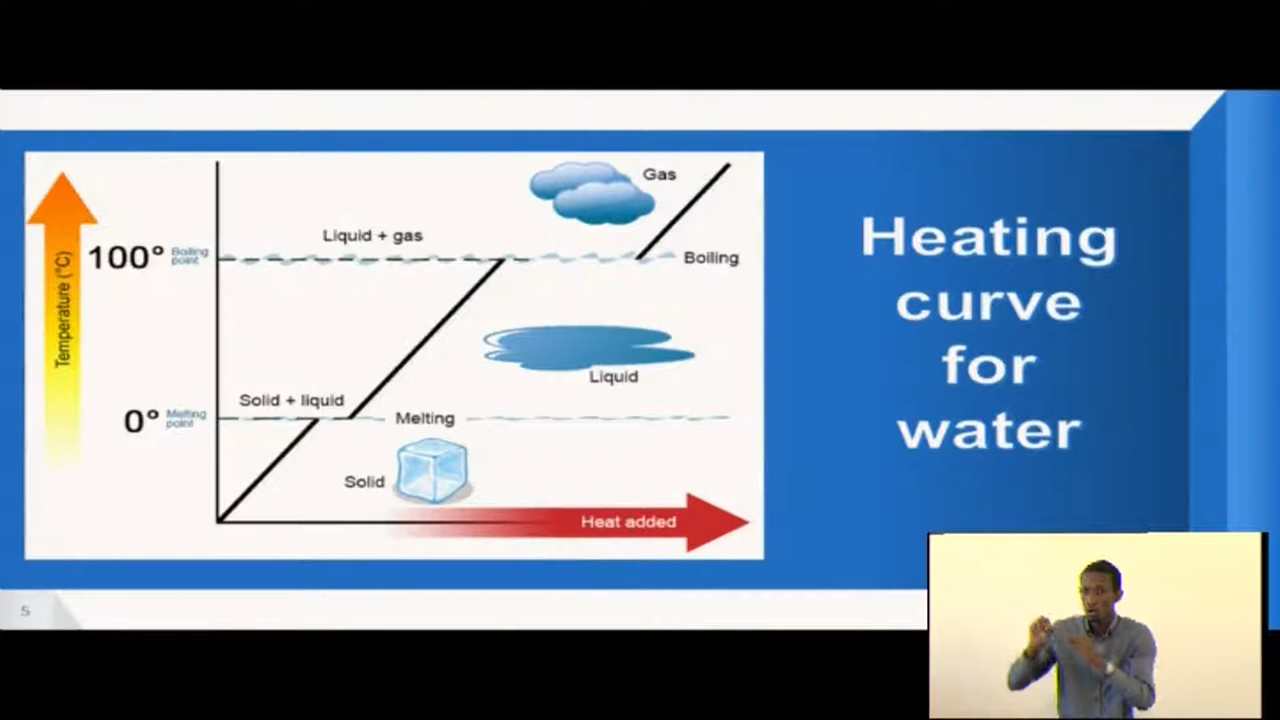 Gas
Liquid + gas
100° Boiling
point
Boiling
Temperature (°C)
Liquid
Solid + liquid
0° Melting
point
Melting
Solid
Heat added
Heating
curve
for
water
5